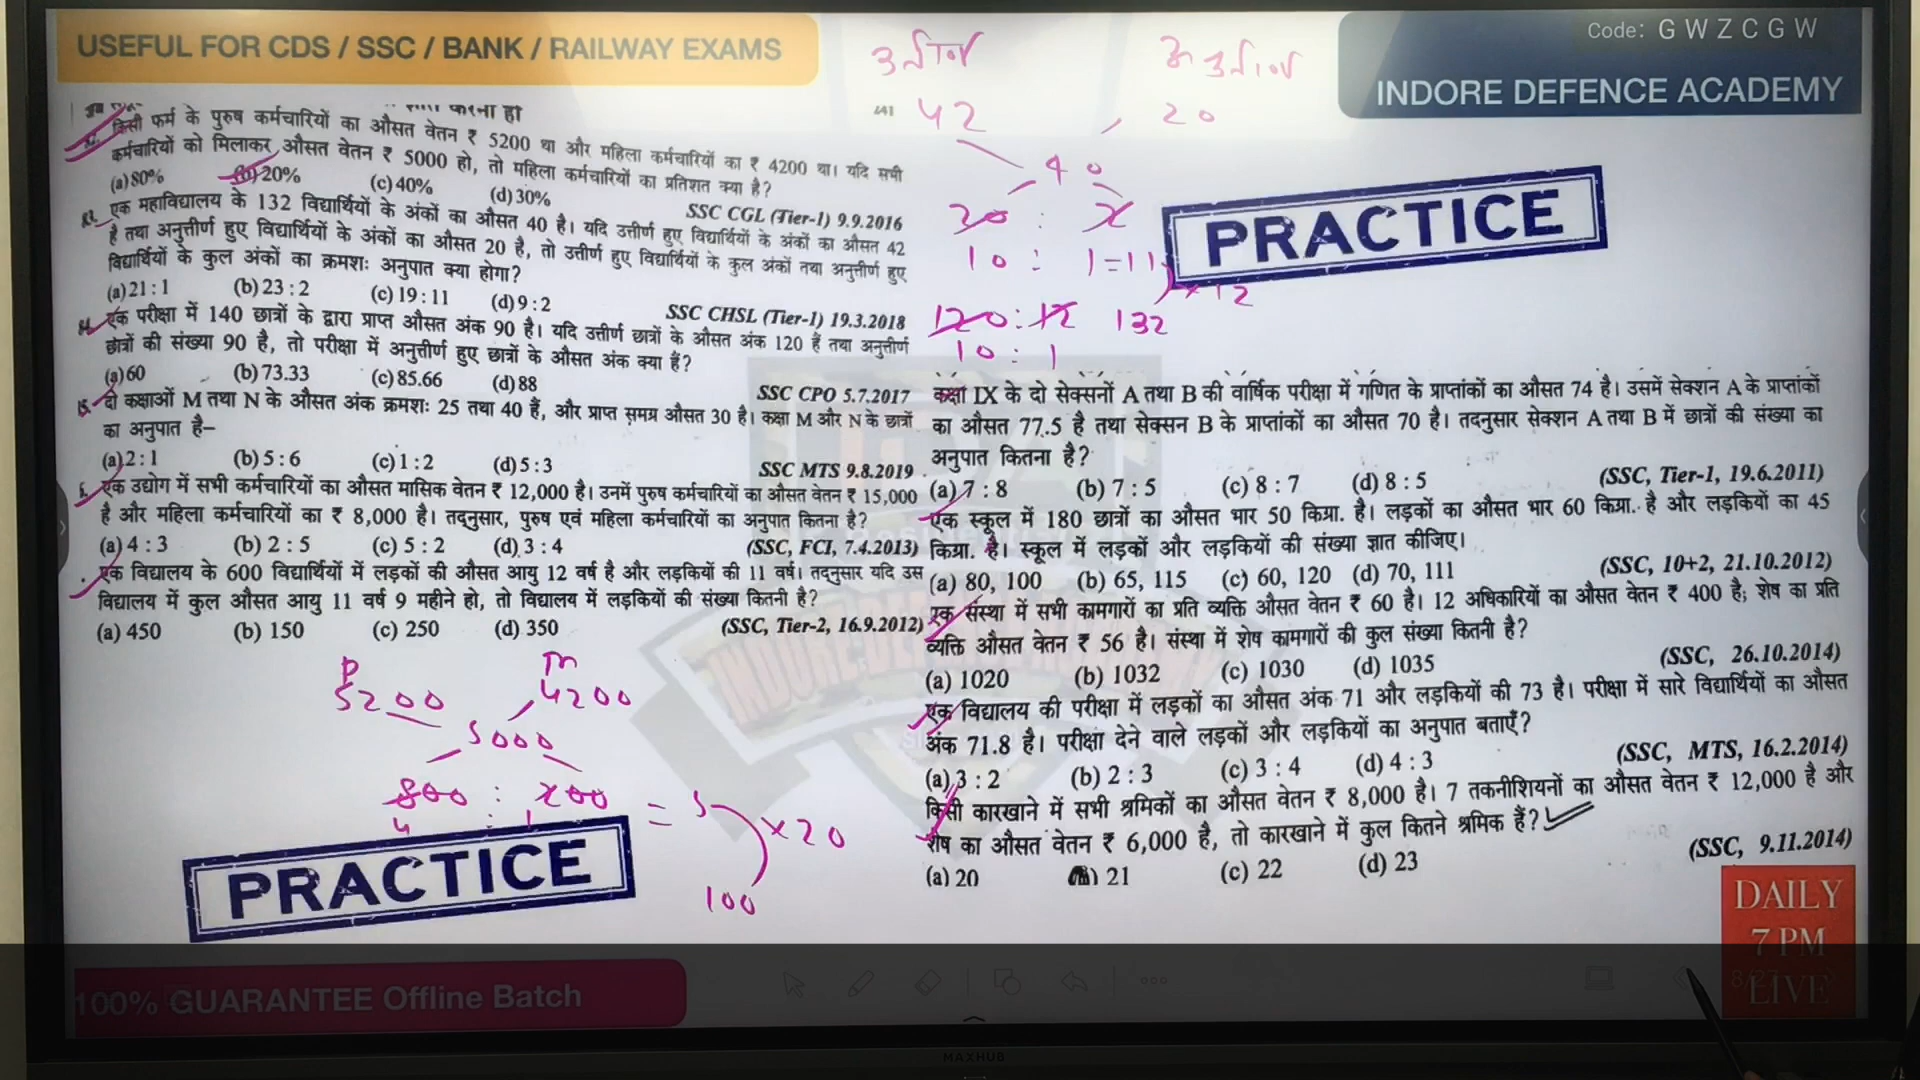 USEFUL FOR CDS / SSC / BANK / RAILWAY EXAMS
Code: G W Z C G W
INDORE DEFENCE ACADEMY
करना हो
किसी फर्म के पुरुष कर्मचारियों का औसत वेतन ₹ 5200 था और महिला कर्मचारियों का ₹ 4200 था। यदि सभी
कर्मचारियों को मिलाकर औसत वेतन ₹ 5000 हो, तो महिला कर्मचारियों का प्रतिशत क्या है?
(a) 80% (b) 20% (c) 40% (d) 30%
SSC CGL (Tier-1) 9.9.2016
एक महाविद्यालय के 132 विद्यार्थियों के अंकों का औसत 40 है। यदि उत्तीर्ण हुए विद्यार्थियों के अंकों का औसत 42
है तथा अनुत्तीर्ण हुए विद्यार्थियों के अंकों का औसत 20 है, तो उत्तीर्ण हुए विद्यार्थियों के कुल अंकों तथा अनुत्तीर्ण हुए
विद्यार्थियों के कुल अंकों का क्रमशः अनुपात क्या होगा?
(a) 21 : 1 (b) 23 : 2 (c) 19 : 11 (d) 9 : 2
SSC CHSL (Tier-1) 19.3.2018
एक परीक्षा में 140 छात्रों के द्वारा प्राप्त औसत अंक 90 है। यदि उत्तीर्ण छात्रों के औसत अंक 120 हैं तथा अनुत्तीर्ण
छात्रों की संख्या 90 है, तो परीक्षा में अनुत्तीर्ण हुए छात्रों के औसत अंक क्या हैं?
(a) 60 (b) 73.33 (c) 85.66 (d) 88
SSC CPO 5.7.2017
दो कक्षाओं M तथा N के औसत अंक क्रमशः 25 तथा 40 हैं, और प्राप्त समग्र औसत 30 है। कक्षा M और N के छात्रों
का अनुपात है–
(a) 2 : 1 (b) 5 : 6 (c) 1 : 2 (d) 5 : 3
SSC MTS 9.8.2019
एक उद्योग में सभी कर्मचारियों का औसत मासिक वेतन ₹ 12,000 है। उनमें पुरुष कर्मचारियों का औसत वेतन ₹ 15,000
है और महिला कर्मचारियों का ₹ 8,000 है। तद्नुसार, पुरुष एवं महिला कर्मचारियों का अनुपात कितना है?
(a) 4 : 3 (b) 2 : 5 (c) 5 : 2 (d) 3 : 4 (SSC, FCI, 7.4.2013)
एक विद्यालय के 600 विद्यार्थियों में लड़कों की औसत आयु 12 वर्ष है और लड़कियों की 11 वर्ष। तद्नुसार यदि उस
विद्यालय में कुल औसत आयु 11 वर्ष 9 महीने हो, तो विद्यालय में लड़कियों की संख्या कितनी है?
(a) 450 (b) 150 (c) 250 (d) 350 (SSC, Tier-2, 16.9.2012)
5200 4200
5000
800 : 200 = 5
4 : 1 ×20
100
PRACTICE
42 , 20
40
20 : 2
10 : 1 = 11
×12
120 : 12 132
10 : 1
PRACTICE
कक्षा IX के दो सेक्सनों A तथा B की वार्षिक परीक्षा में गणित के प्राप्तांकों का औसत 74 है। उसमें सेक्शन A के प्राप्तांकों
का औसत 77.5 है तथा सेक्सन B के प्राप्तांकों का औसत 70 है। तदनुसार सेक्शन A तथा B में छात्रों की संख्या का
अनुपात कितना है?
(SSC, Tier-1, 19.6.2011)
(a) 7 : 8 (b) 7 : 5 (c) 8 : 7 (d) 8 : 5
एक स्कूल में 180 छात्रों का औसत भार 50 किग्रा. है। लड़कों का औसत भार 60 किग्रा. है और लड़कियों का 45
किग्रा. है। स्कूल में लड़कों और लड़कियों की संख्या ज्ञात कीजिए।
(SSC, 10+2, 21.10.2012)
(a) 80, 100 (b) 65, 115 (c) 60, 120 (d) 70, 111
एक संस्था में सभी कामगारों का प्रति व्यक्ति औसत वेतन ₹ 60 है। 12 अधिकारियों का औसत वेतन ₹ 400 है; शेष का प्रति
व्यक्ति औसत वेतन ₹ 56 है। संस्था में शेष कामगारों की कुल संख्या कितनी है?
(SSC, 26.10.2014)
(a) 1020 (b) 1032 (c) 1030 (d) 1035
एक विद्यालय की परीक्षा में लड़कों का औसत अंक 71 और लड़कियों की 73 है। परीक्षा में सारे विद्यार्थियों का औसत
अंक 71.8 है। परीक्षा देने वाले लड़कों और लड़कियों का अनुपात बताएँ?
(SSC, MTS, 16.2.2014)
(a) 3 : 2 (b) 2 : 3 (c) 3 : 4 (d) 4 : 3
किसी कारखाने में सभी श्रमिकों का औसत वेतन ₹ 8,000 है। 7 तकनीशियनों का औसत वेतन ₹ 12,000 है और
शेष का औसत वेतन ₹ 6,000 है, तो कारखाने में कुल कितने श्रमिक हैं?
(SSC, 9.11.2014)
(a) 20 21 (c) 22 (d) 23
DAILY
7 PM
LIVE
100% GUARANTEE Offline Batch
MAXHUB